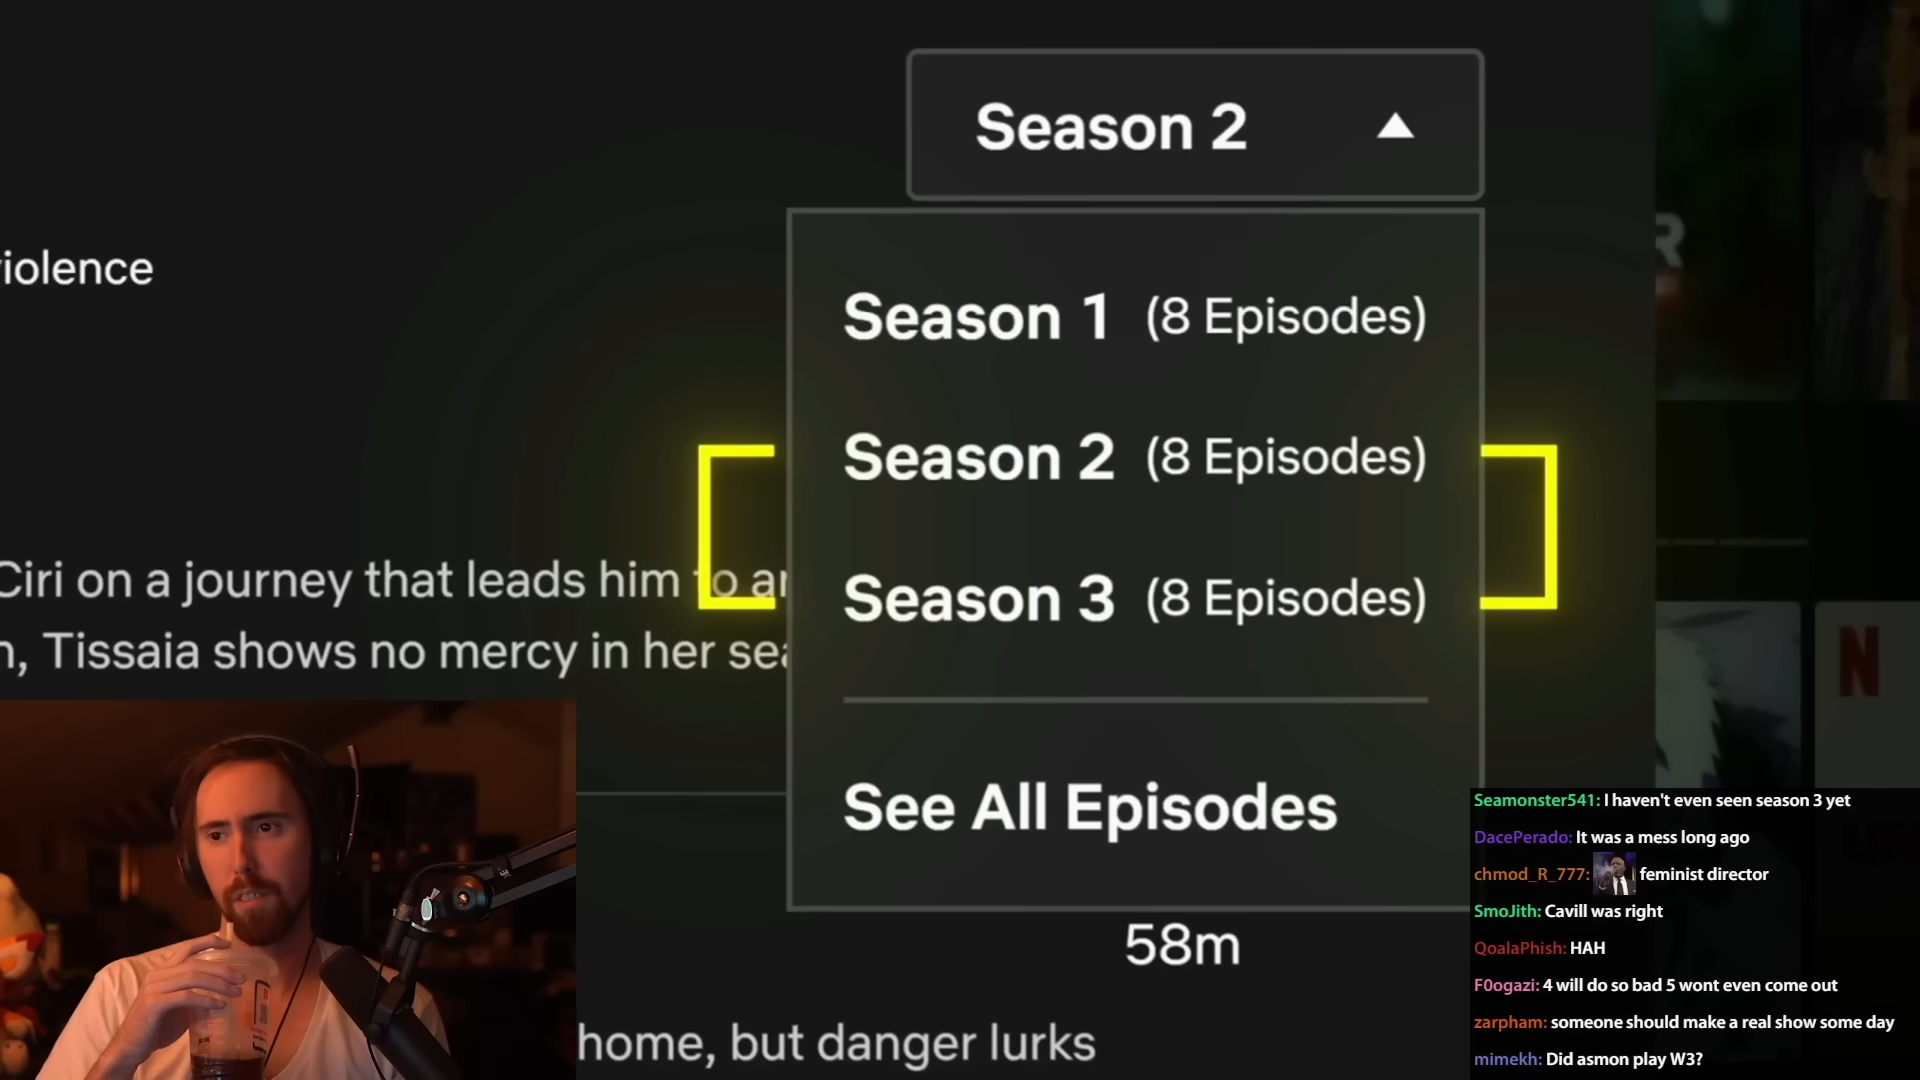 Season 2
iolence
R
Season 1 (8 Episodes)
Season 2 (8 Episodes)
Season 3 (8 Episodes)
Ciri on a journey that leads him to
, Tissaia shows no mercy in her
See All Episodes
N
58m
home, but danger lurks
Seamonster541: I haven't even seen season 3 yet
DacePerado: It was a mess long ago
chmod_R_777: feminist director
SmoJith: Cavill was right
QoalaPhish: HAH
F0ogazi: 4 will do so bad 5 wont even come out
zarpham: someone should make a real show some day
mimekh: Did asmon play W3?